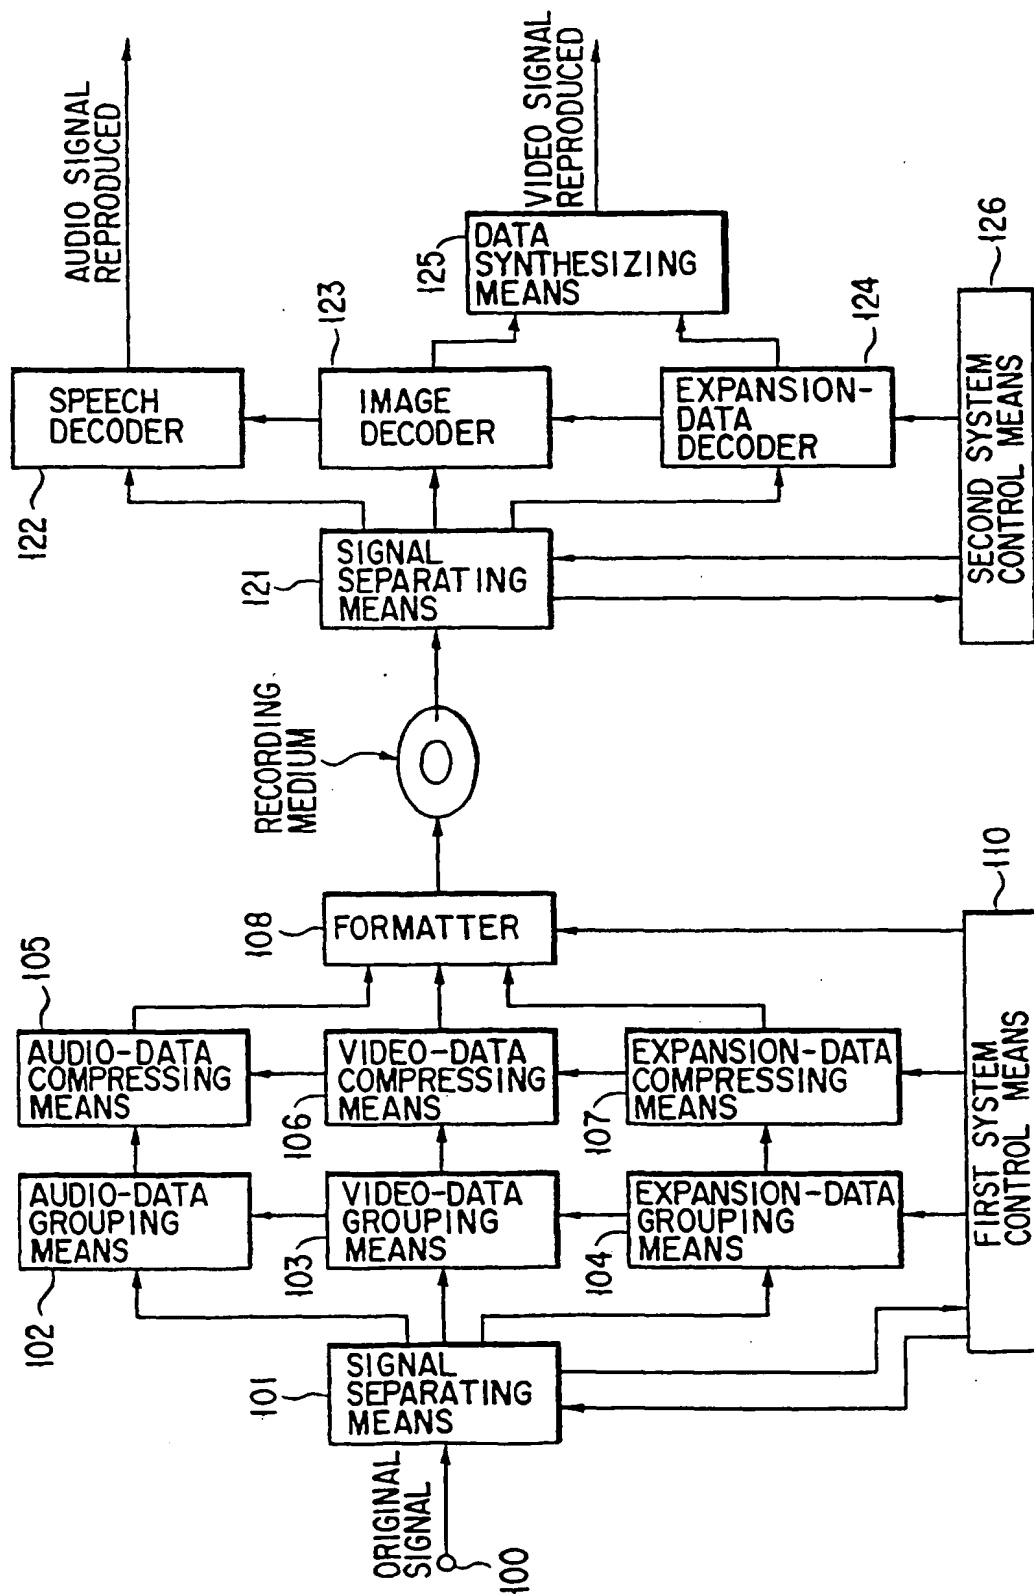 ORIGINAL
SIGNAL
100
101
SIGNAL
SEPARATING
MEANS
102
AUDIO-DATA
GROUPING
MEANS
103
VIDEO-DATA
GROUPING
MEANS
104
EXPANSION-DATA
GROUPING
MEANS
105
AUDIO-DATA
COMPRESSING
MEANS
106
VIDEO-DATA
COMPRESSING
MEANS
107
EXPANSION-DATA
COMPRESSING
MEANS
108
FORMATTER
110
FIRST SYSTEM
CONTROL MEANS
RECORDING
MEDIUM
121
SIGNAL
SEPARATING
MEANS
122
SPEECH
DECODER
123
IMAGE
DECODER
124
EXPANSION-
DATA
DECODER
125
DATA
SYNTHESIZING
MEANS
126
SECOND SYSTEM
CONTROL MEANS
AUDIO SIGNAL
REPRODUCED
VIDEO SIGNAL
REPRODUCED